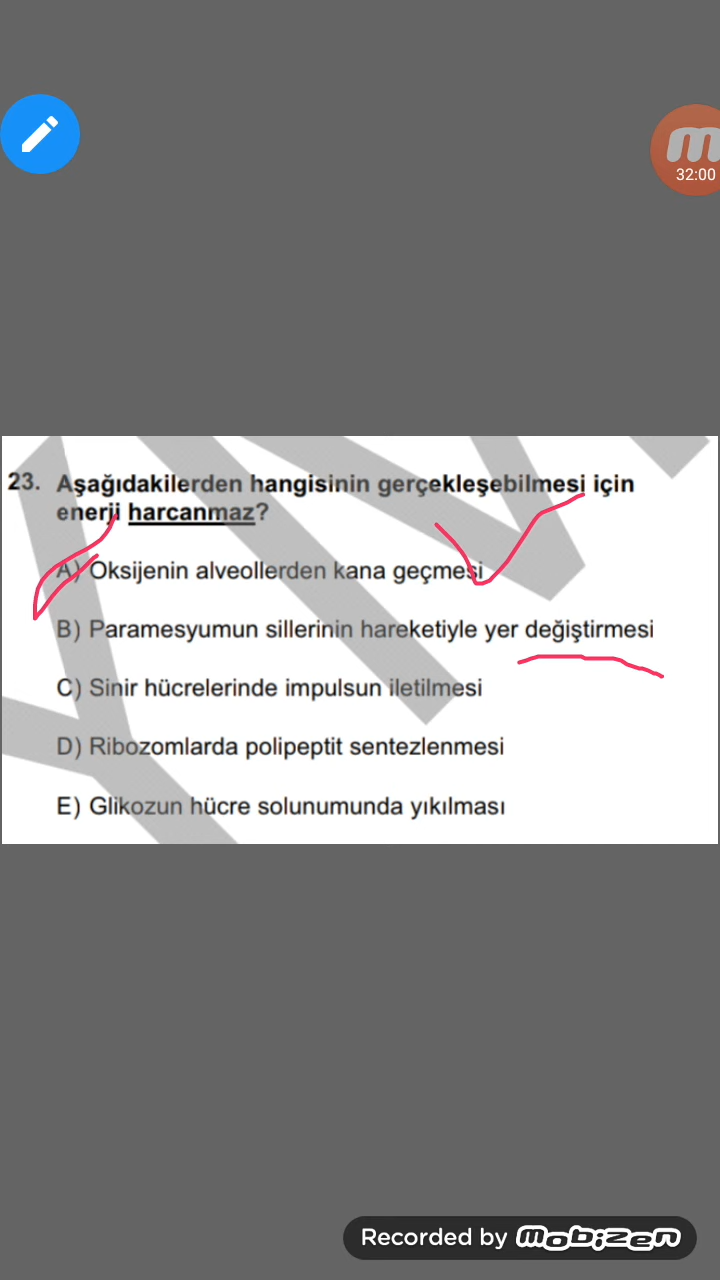 32:00
23. Aşağıdakilerden hangisinin gerçekleşebilmesi için
enerji harcanmaz?
A) Oksijenin alveollerden kana geçmesi
B) Paramesyumun sillerinin hareketiyle yer değiştirmesi
C) Sinir hücrelerinde impulsun iletilmesi
D) Ribozomlarda polipeptit sentezlenmesi
E) Glikozun hücre solunumunda yıkılması
Recorded by mobizen